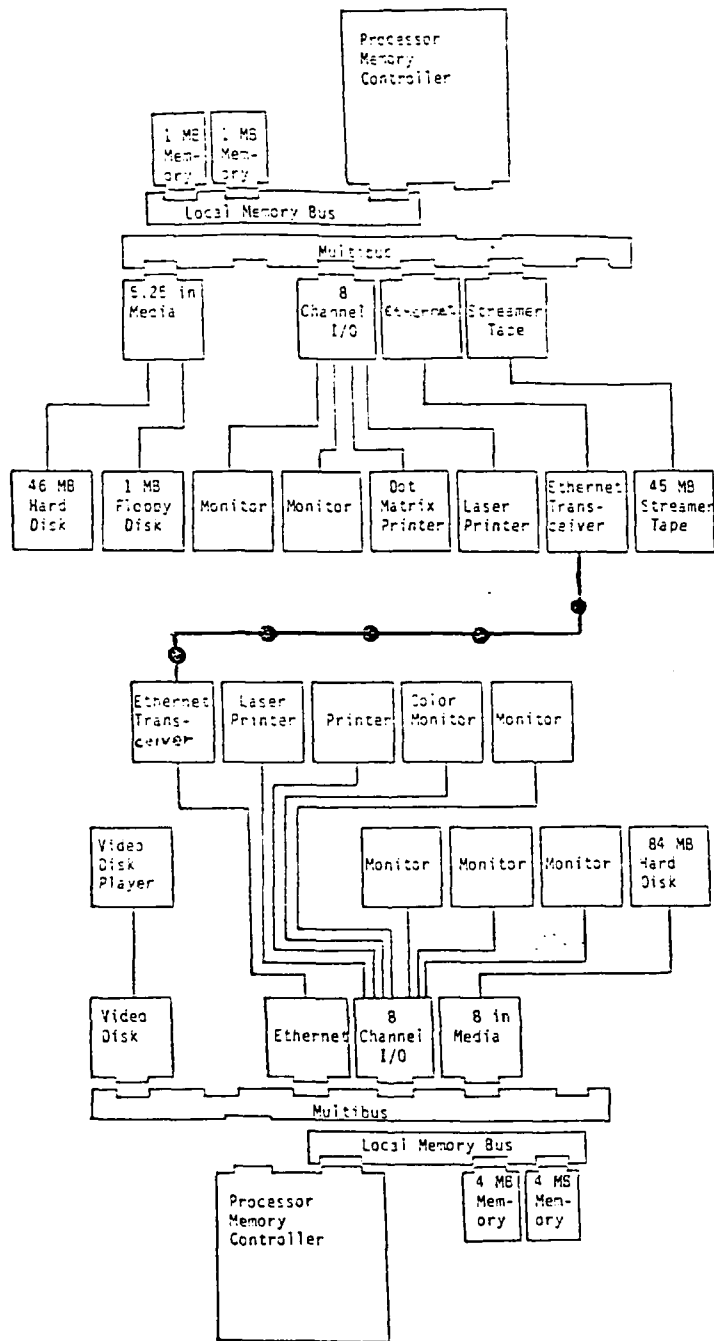 Processor
Memory
Controller
1 MB
Mem-
ory
1 MB
Mem-
ory
Local Memory Bus
Multibus
5.25 in
Media
8
Channel
I/O
Ethernet
Streamer
Tape
46 MB
Hard
Disk
1 MB
Floppy
Disk
Monitor
Monitor
Dot
Matrix
Printer
Laser
Printer
Ethernet
Trans-
ceiver
45 MB
Streamer
Tape
Ethernet
Trans-
ceiver
Laser
Printer
Printer
Color
Monitor
Monitor
Video
Disk
Player
Monitor
Monitor
Monitor
84 MB
Hard
Disk
Video
Disk
Ethernet
8
Channel
I/O
8 in
Media
Multibus
Local Memory Bus
Processor
Memory
Controller
4 MB
Mem-
ory
4 MB
Mem-
ory